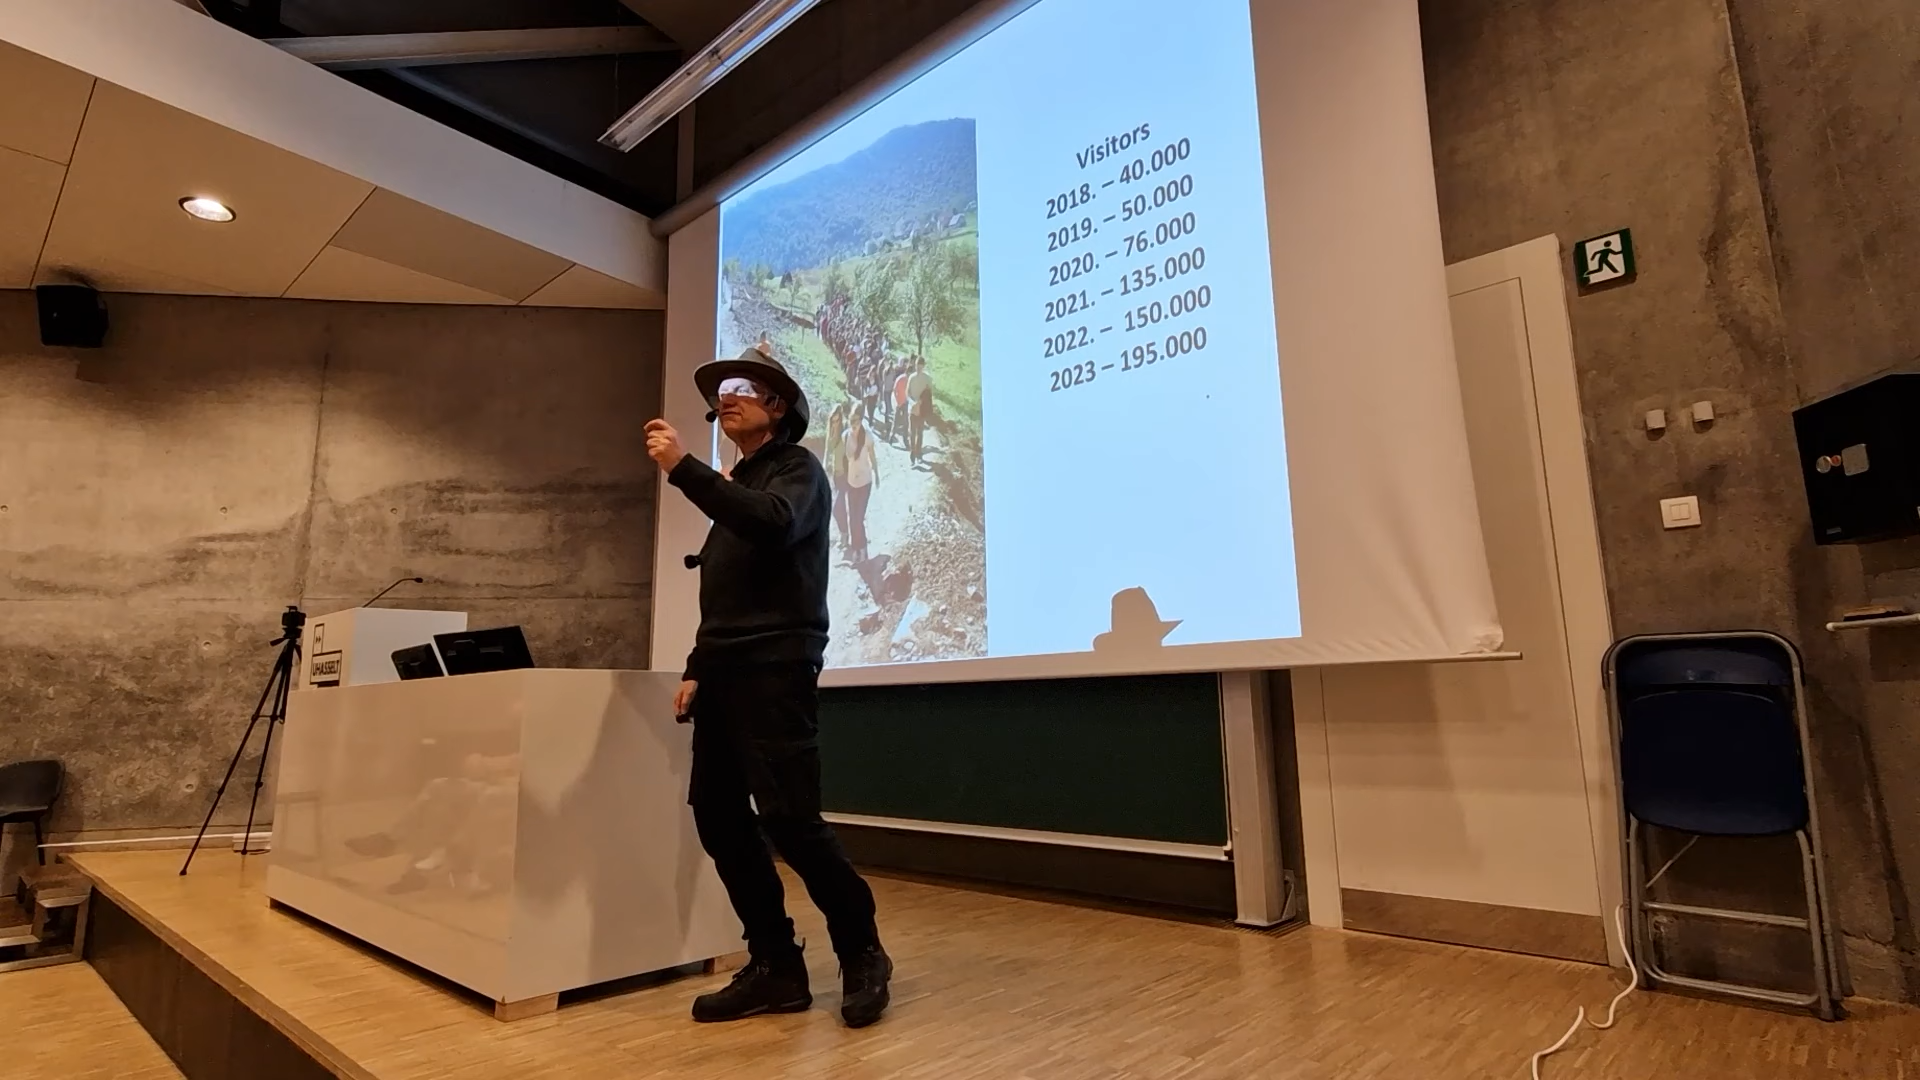 Visitors
2018. – 40.000
2019. – 50.000
2020. – 76.000
2021. – 135.000
2022. – 150.000
2023 – 195.000
UHASSELT